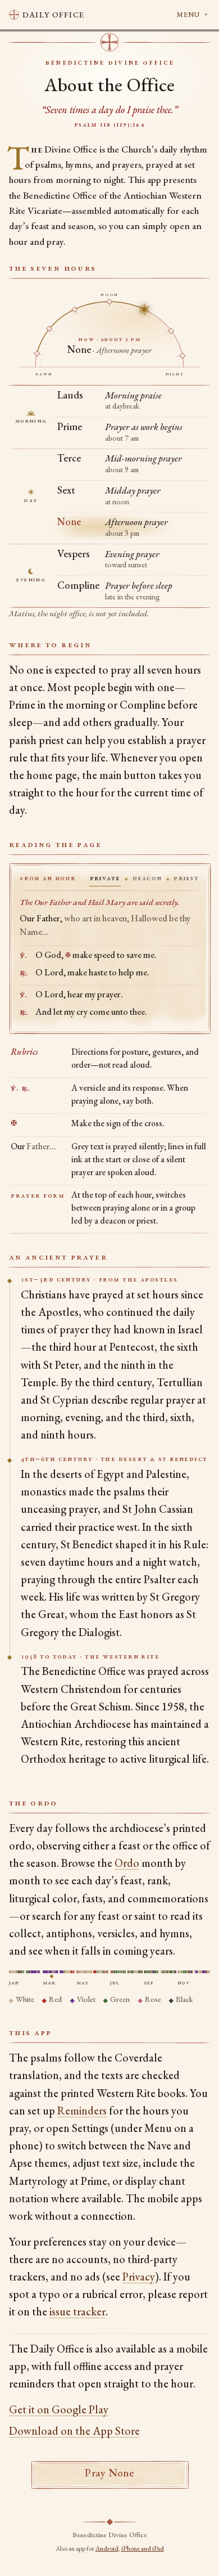 DAILY OFFICE
MENU
BENEDICTINE DIVINE OFFICE
About the Office
“Seven times a day do I praise thee.”
PSALM 118 (119):164
THE Divine Office is the Church’s daily rhythm
of psalms, hymns, and prayers, prayed at set
hours from morning to night. This app presents
the Benedictine Office of the Antiochian Western
Rite Vicariate—assembled automatically for each
day’s feast and season, so you can simply open the
hour and pray.
THE SEVEN HOURS
NOON
NOW · ABOUT 3 PM
None · Afternoon prayer
DAWN
NIGHT
MORNING
Lauds
Morning praise
at daybreak
Prime
Prayer as work begins
about 7 am
DAY
Terce
Mid-morning prayer
about 9 am
Sext
Midday prayer
at noon
None
Afternoon prayer
about 3 pm
EVENING
Vespers
Evening prayer
toward sunset
Compline
Prayer before sleep
late in the evening
Matins, the night office, is not yet included.
WHERE TO BEGIN
No one is expected to pray all seven hours
at once. Most people begin with one—
Prime in the morning or Compline before
sleep—and add others gradually. Your
parish priest can help you establish a prayer
rule that fits your life. Whenever you open
the home page, the main button takes you
straight to the hour for the current time of
day.
READING THE PAGE
FROM AN HOUR
PRIVATE + DEACON + PRIEST
The Our Father and Hail Mary are said secretly.
Our Father, who art in heaven, Hallowed be thy
Name…
℣. O God, ✠ make speed to save me.
℟. O Lord, make haste to help me.
℣. O Lord, hear my prayer.
℟. And let my cry come unto thee.
Rubrics
Directions for posture, gestures, and
order—not read aloud.
℣. ℟.
A versicle and its response. When
praying alone, say both.
✠
Make the sign of the cross.
Our Father…
Grey text is prayed silently; lines in full
ink at the start or close of a silent
prayer are spoken aloud.
PRAYER FORM
At the top of each hour, switches
between praying alone or in a group
led by a deacon or priest.
AN ANCIENT PRAYER
1ST–3RD CENTURY · FROM THE APOSTLES
Christians have prayed at set hours since
the Apostles, who continued the daily
times of prayer they had known in Israel
—the third hour at Pentecost, the sixth
with St Peter, and the ninth in the
Temple. By the third century, Tertullian
and St Cyprian describe regular prayer at
morning, evening, and the third, sixth,
and ninth hours.
4TH–6TH CENTURY · THE DESERT & ST BENEDICT
In the deserts of Egypt and Palestine,
monastics made the psalms their
unceasing prayer, and St John Cassian
carried their practice west. In the sixth
century, St Benedict shaped it in his Rule:
seven daytime hours and a night watch,
praying through the entire Psalter each
week. His life was written by St Gregory
the Great, whom the East honors as St
Gregory the Dialogist.
1958 TO TODAY · THE WESTERN RITE
The Benedictine Office was prayed across
Western Christendom for centuries
before the Great Schism. Since 1958, the
Antiochian Archdiocese has maintained a
Western Rite, restoring this ancient
Orthodox heritage to active liturgical life.
THE ORDO
Every day follows the archdiocese’s printed
ordo, observing either a feast or the office of
the season. Browse the Ordo month by
month to see each day’s feast, rank,
liturgical color, fasts, and commemorations
—or search for any feast or saint to read its
collect, antiphons, versicles, and hymns,
and see when it falls in coming years.
JAN MAR MAY JUL SEP NOV
White Red Violet Green Rose Black
THIS APP
The psalms follow the Coverdale
translation, and the texts are checked
against the printed Western Rite books. You
can set up Reminders for the hours you
pray, or open Settings (under Menu on a
phone) to switch between the Nave and
Apse themes, adjust text size, include the
Martyrology at Prime, or display chant
notation where available. The mobile apps
work without a connection.
Your preferences stay on your device—
there are no accounts, no third-party
trackers, and no ads (see Privacy). If you
spot a typo or a rubrical error, please report
it on the issue tracker.
The Daily Office is also available as a mobile
app, with full offline access and prayer
reminders that open straight to the hour.
Get it on Google Play
Download on the App Store
Pray None
Benedictine Divine Office
Also an app for Android, iPhone and iPad